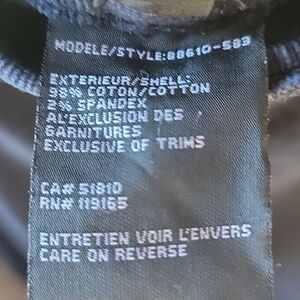 MODELE/STYLE:88610-583
EXTERIEUR/SHELL:
98% COTON/COTTON
2% SPANDEX
AL'EXCLUSION DES
GARNITURES
EXCLUSIVE OF TRIMS
CA# 51810
RN# 119165
ENTRETIEN VOIR L'ENVERS
CARE ON REVERSE